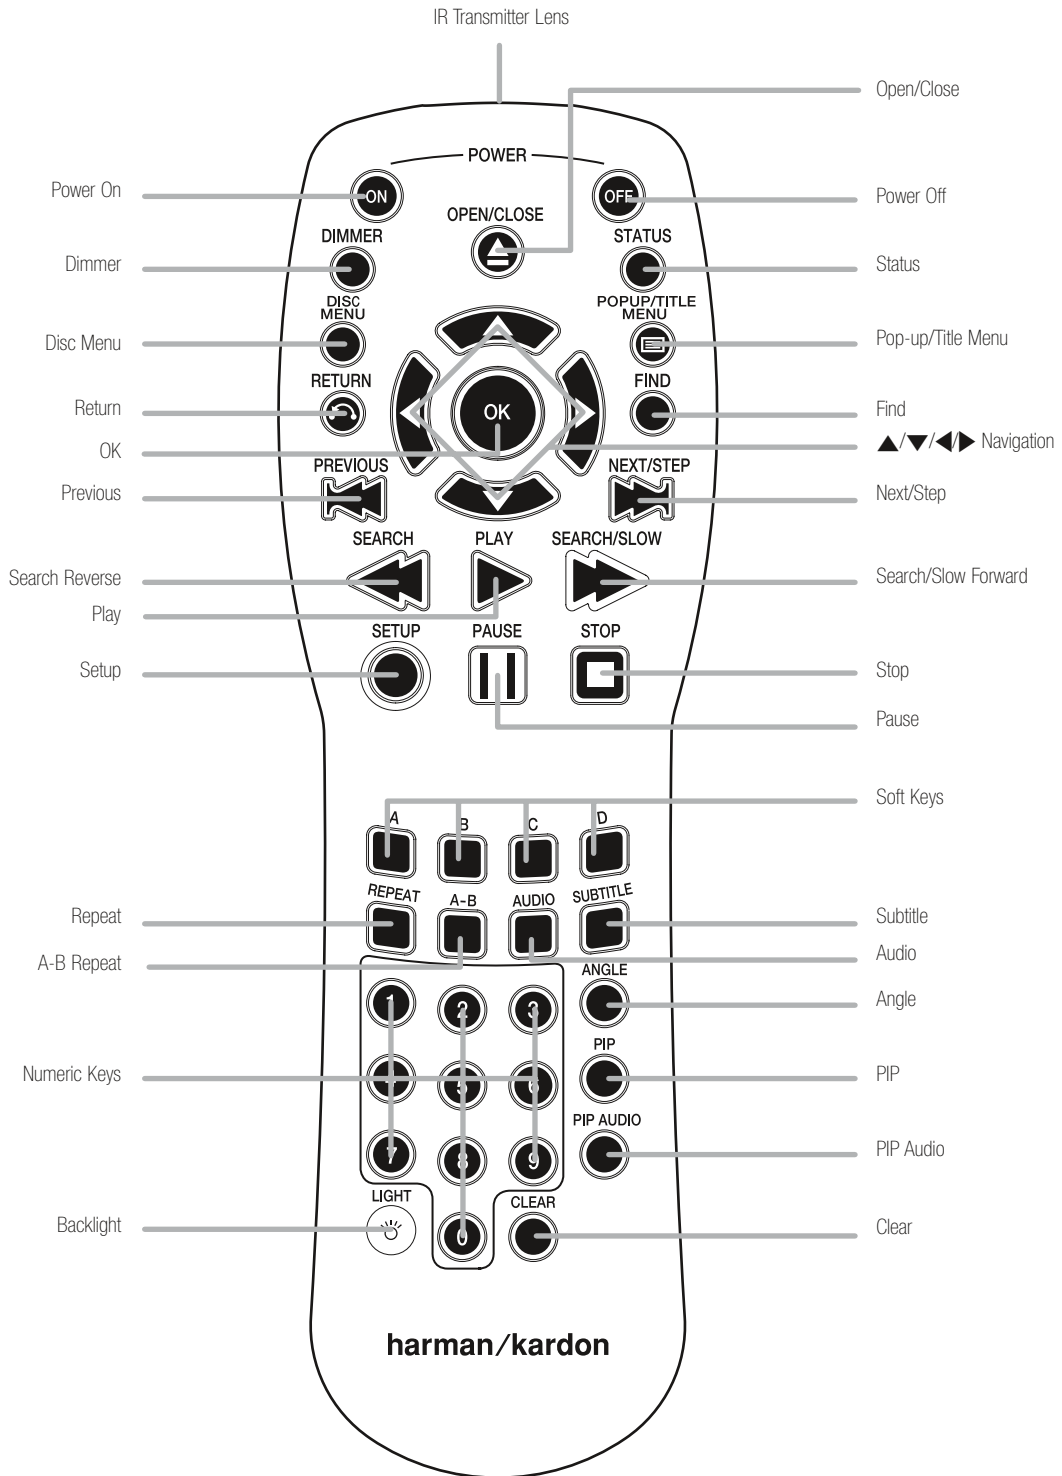 IR Transmitter Lens
Open/Close
POWER
Power On
ON
OFF
Power Off
OPEN/CLOSE
DIMMER
STATUS
Dimmer
Status
DISC
MENU
POPUP/TITLE
MENU
Disc Menu
Pop-up/Title Menu
RETURN
FIND
Return
OK
Find
OK
▲/▼/◀/▶ Navigation
PREVIOUS
NEXT/STEP
Previous
Next/Step
SEARCH
PLAY
SEARCH/SLOW
Search Reverse
Search/Slow Forward
Play
SETUP
PAUSE
STOP
Setup
Stop
Pause
Soft Keys
A
B
C
D
REPEAT
A-B
AUDIO
SUBTITLE
Repeat
Subtitle
A-B Repeat
Audio
ANGLE
1
2
3
Angle
PIP
Numeric Keys
4
5
6
PIP
PIP AUDIO
7
8
9
PIP Audio
LIGHT
CLEAR
Backlight
0
Clear
harman/kardon